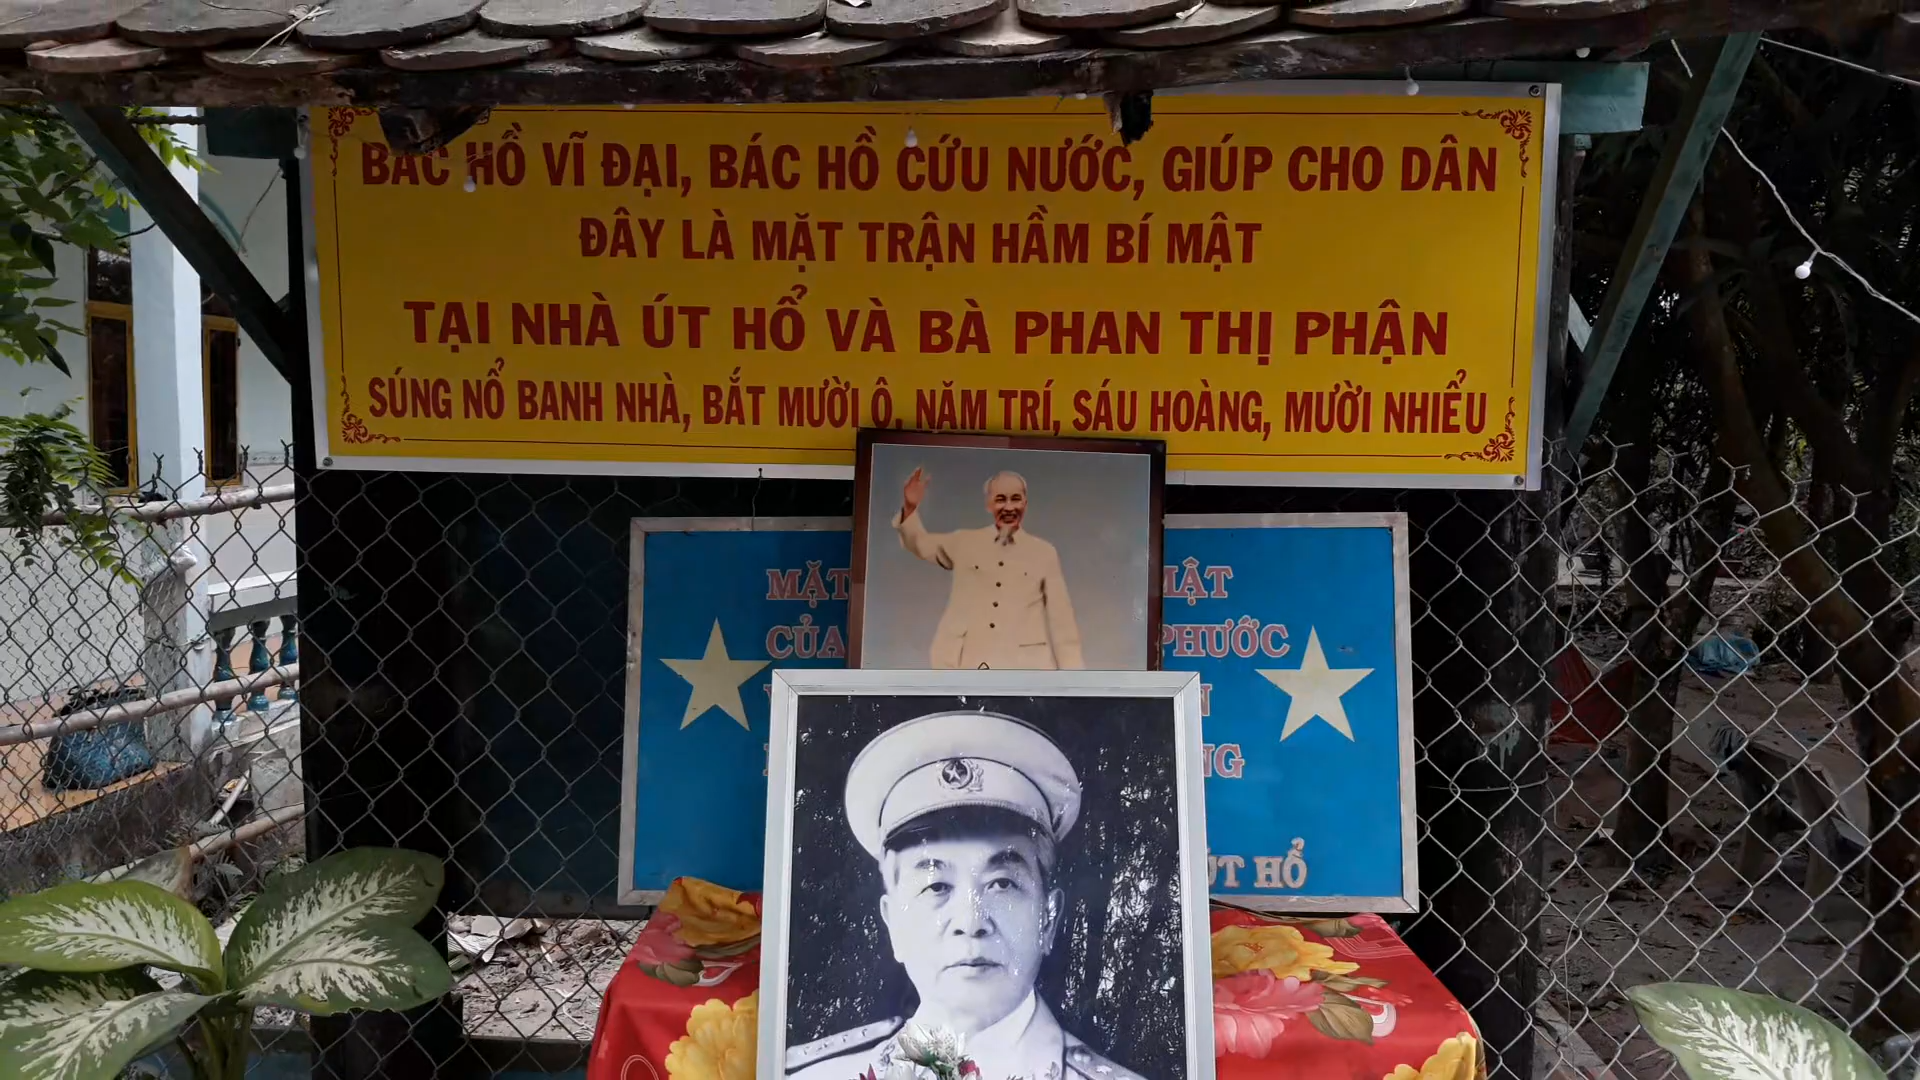 BÁC HỒ VĨ ĐẠI, BÁC HỒ CỨU NƯỚC, GIÚP CHO DÂN
ĐÂY LÀ MẶT TRẬN HẦM BÍ MẬT
TẠI NHÀ ÚT HỔ VÀ BÀ PHAN THỊ PHẬN
SÚNG NỔ BANH NHÀ, BẮT MƯỜI Ô, NĂM TRÍ, SÁU HOÀNG, MƯỜI NHIỂU
MẶT MẬT
CỦA PHƯỚC
ÚT HỔ